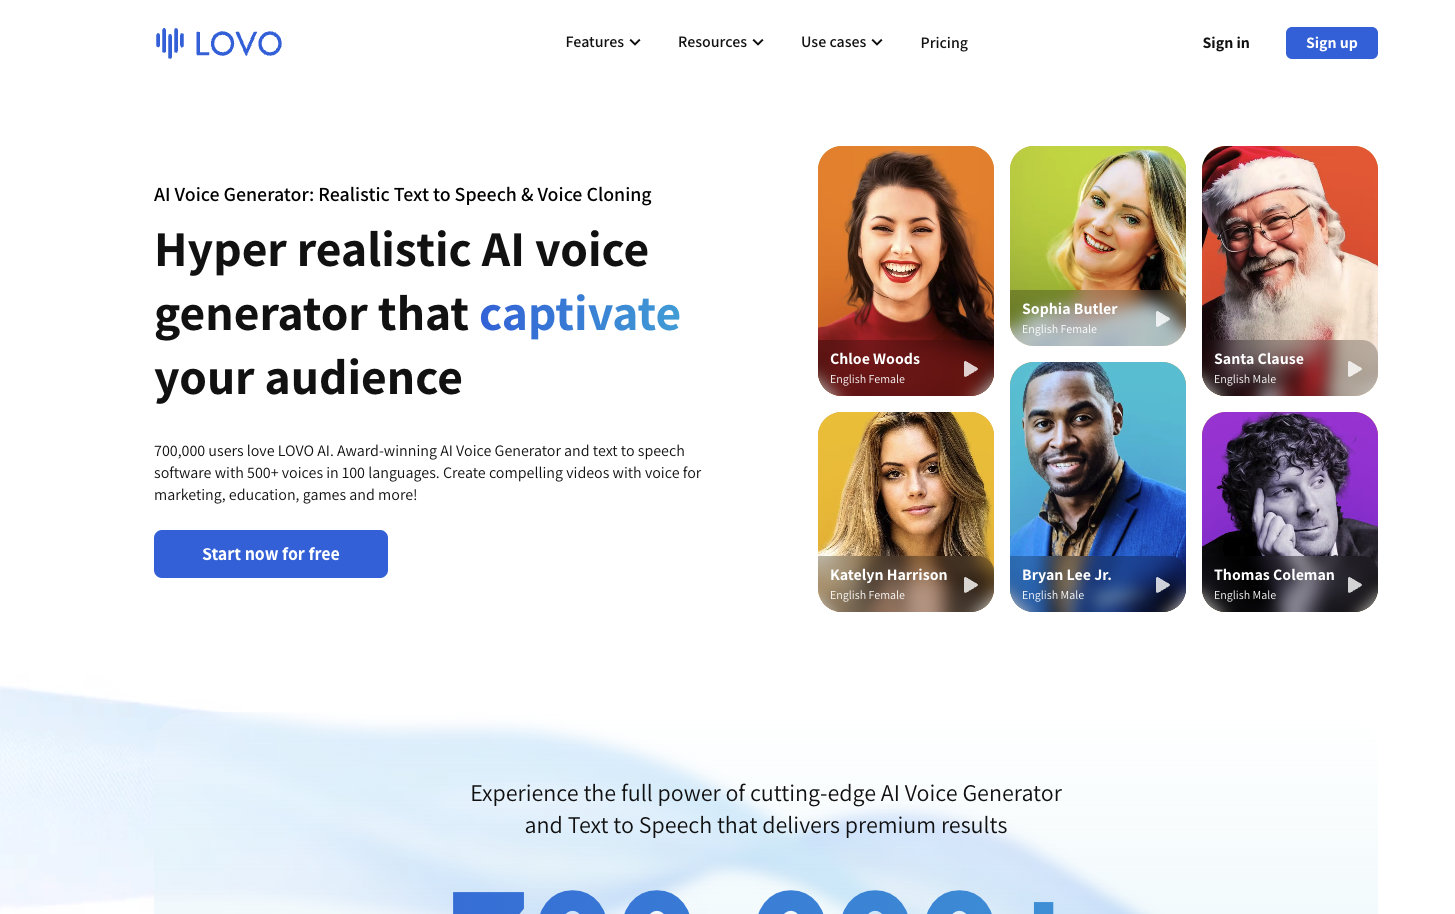 LOVO
Features
Resources
Use cases
Pricing
Sign in
Sign up
AI Voice Generator: Realistic Text to Speech & Voice Cloning
Hyper realistic AI voice
generator that captivate
your audience
700,000 users love LOVO AI. Award-winning AI Voice Generator and text to speech
software with 500+ voices in 100 languages. Create compelling videos with voice for
marketing, education, games and more!
Start now for free
Chloe Woods
English Female
Sophia Butler
English Female
Santa Clause
English Male
Katelyn Harrison
English Female
Bryan Lee Jr.
English Male
Thomas Coleman
English Male
Experience the full power of cutting-edge AI Voice Generator
and Text to Speech that delivers premium results